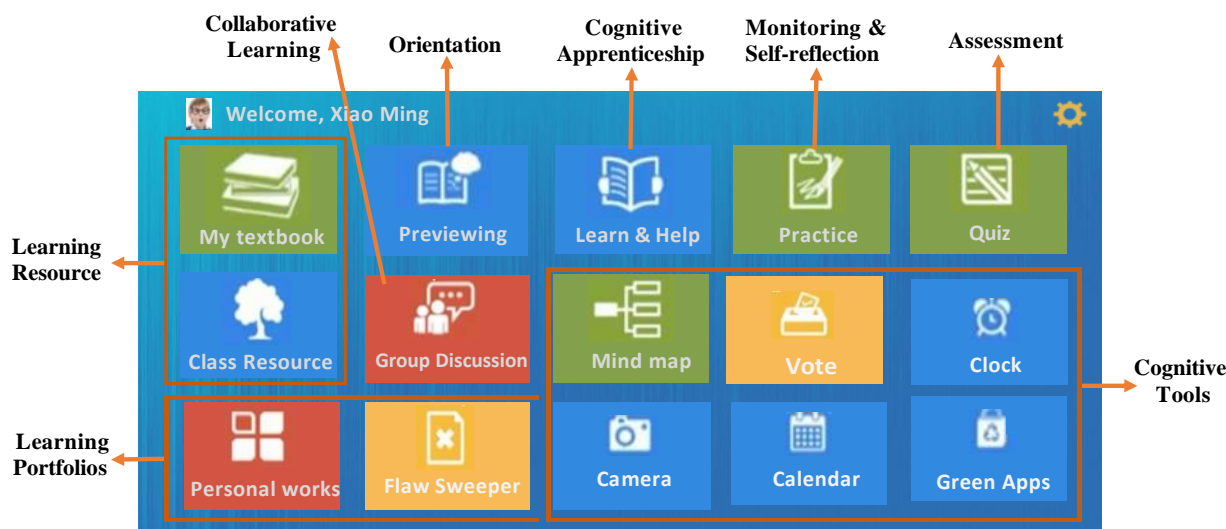 Collaborative
Learning
Orientation
Cognitive
Apprenticeship
Monitoring &
Self-reflection
Assessment
Welcome, Xiao Ming
My textbook
Previewing
Learn & Help
Practice
Quiz
Learning
Resource
Class Resource
Group Discussion
Mind map
Vote
Clock
Cognitive
Tools
Learning
Portfolios
Personal works
Flaw Sweeper
Camera
Calendar
Green Apps